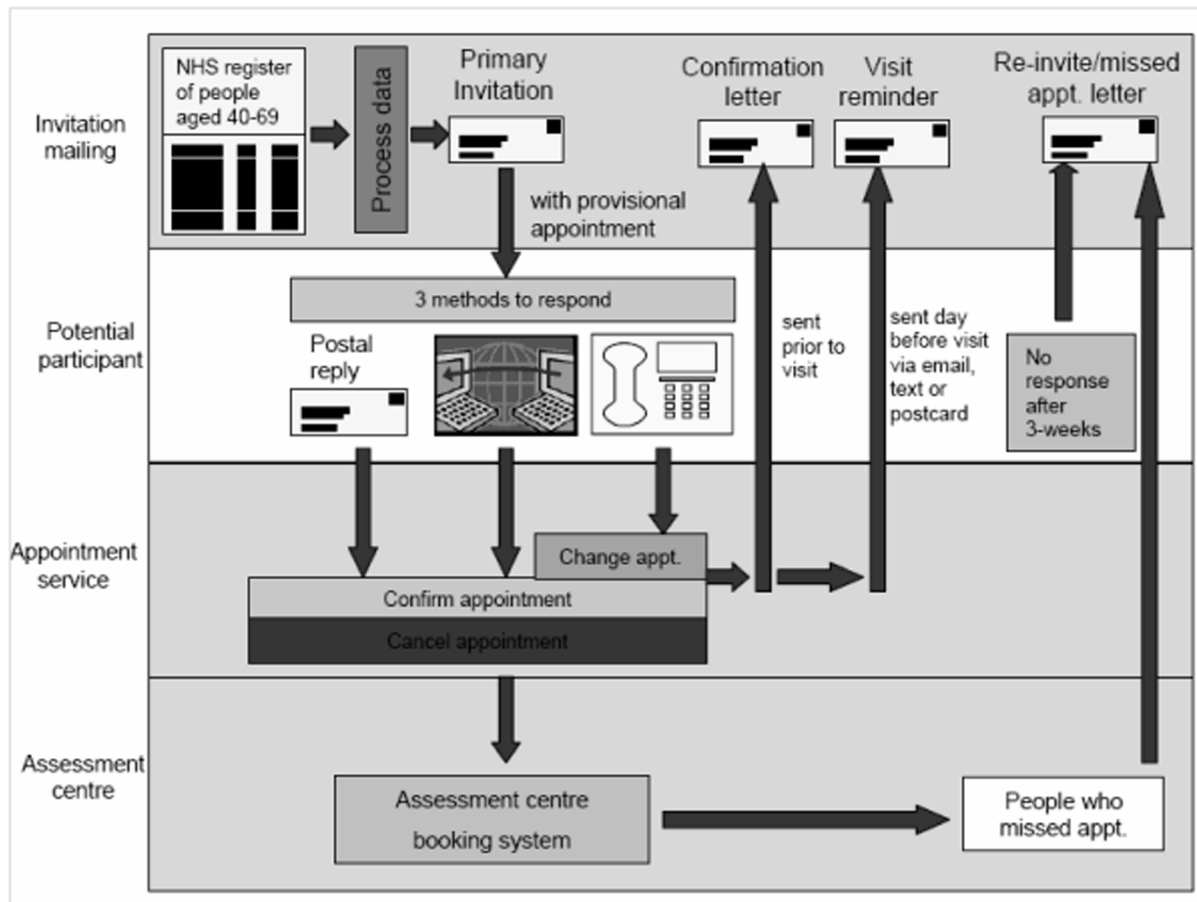 NHS register
of people
aged 40-69
Process data
Primary
Invitation
Confirmation
letter
Visit
reminder
Re-invite/missed
appt. letter
Invitation
mailing
with provisional
appointment
Potential
participant
3 methods to respond
Postal
reply
sent
prior to
visit
sent day
before visit
via email,
text or
postcard
No
response
after
3-weeks
Appointment
service
Change appt.
Confirm appointment
Cancel appointment
Assessment
centre
Assessment centre
booking system
People who
missed appt.